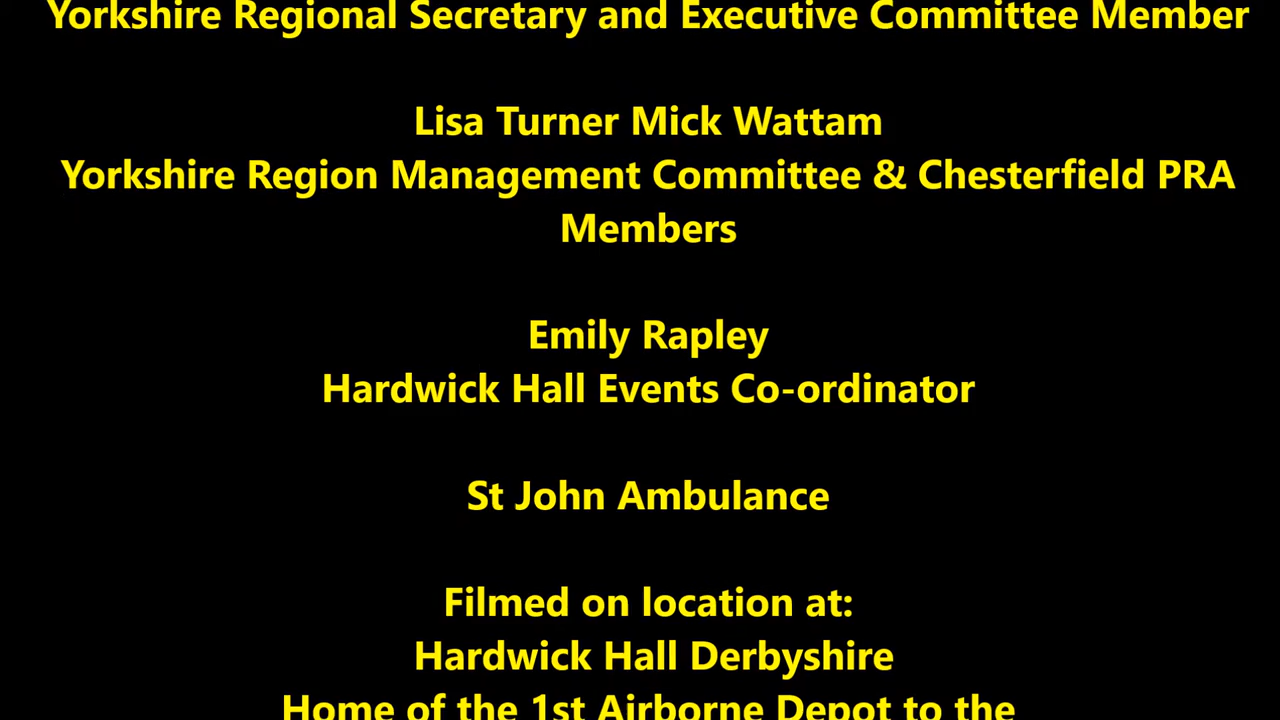 Yorkshire Regional Secretary and Executive Committee Member
Lisa Turner Mick Wattam
Yorkshire Region Management Committee & Chesterfield PRA
Members
Emily Rapley
Hardwick Hall Events Co-ordinator
St John Ambulance
Filmed on location at:
Hardwick Hall Derbyshire
Home of the 1st Airborne Depot to the